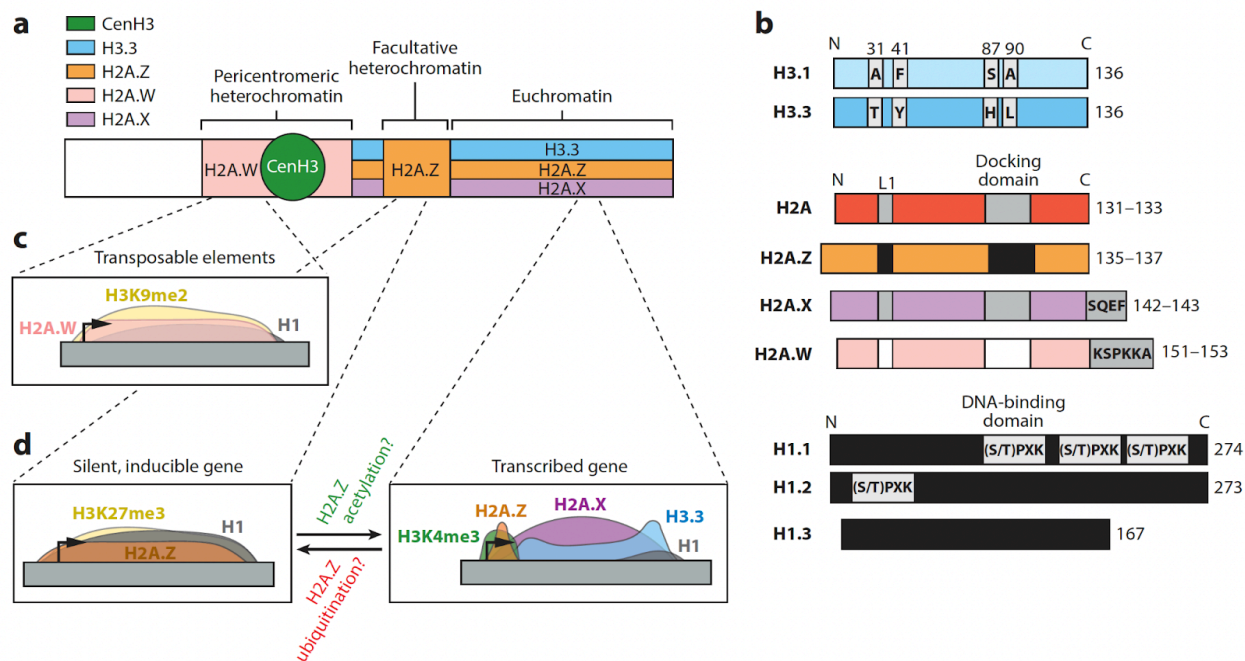 a
CenH3
H3.3
H2A.Z
H2A.W
H2A.X
Pericentromeric
heterochromatin
Facultative
heterochromatin
Euchromatin
H2A.W
CenH3
H2A.Z
H3.3
H2A.Z
H2A.X
b
N 31 41 87 90 C
H3.1 A F S A 136
H3.3 T Y H L 136
Docking
domain
N L1 C
H2A 131–133
H2A.Z 135–137
H2A.X SQEF 142–143
H2A.W KSPKKA 151–153
DNA-binding
domain
N C
H1.1 (S/T)PXK (S/T)PXK (S/T)PXK 274
H1.2 (S/T)PXK 273
H1.3 167
c
Transposable elements
H3K9me2
H2A.W
H1
d
Silent, inducible gene
H3K27me3
H1
H2A.Z
H2A.Z
acetylation?
H2A.Z
ubiquitination?
Transcribed gene
H2A.Z
H2A.X
H3.3
H3K4me3
H1